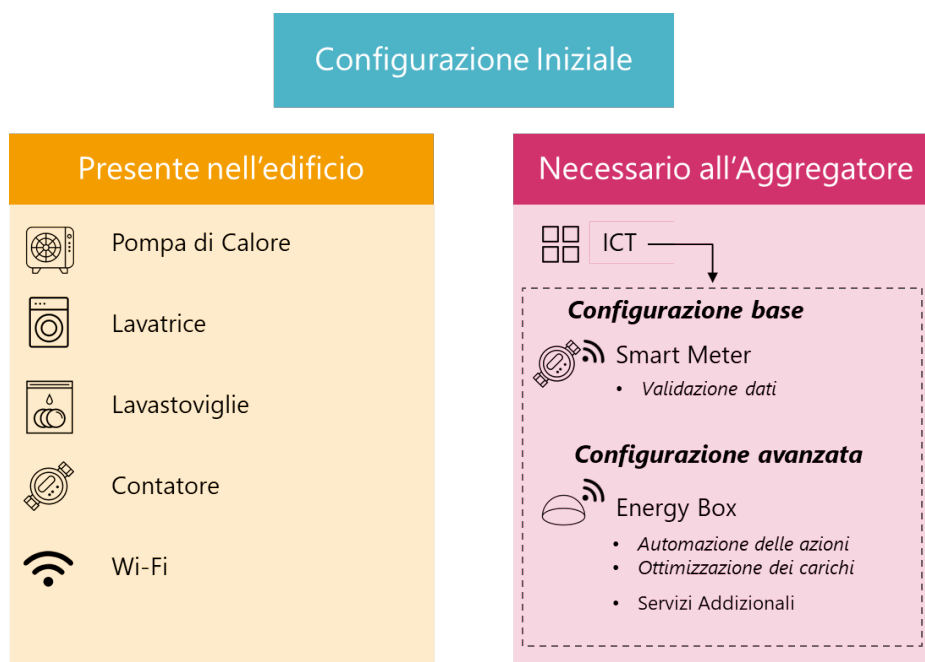 Configurazione Iniziale
Presente nell'edificio
Pompa di Calore
Lavatrice
Lavastoviglie
Contatore
Wi-Fi
Necessario all'Aggregatore
ICT
Configurazione base
Smart Meter
• Validazione dati
Configurazione avanzata
Energy Box
• Automazione delle azioni
• Ottimizzazione dei carichi
• Servizi Addizionali